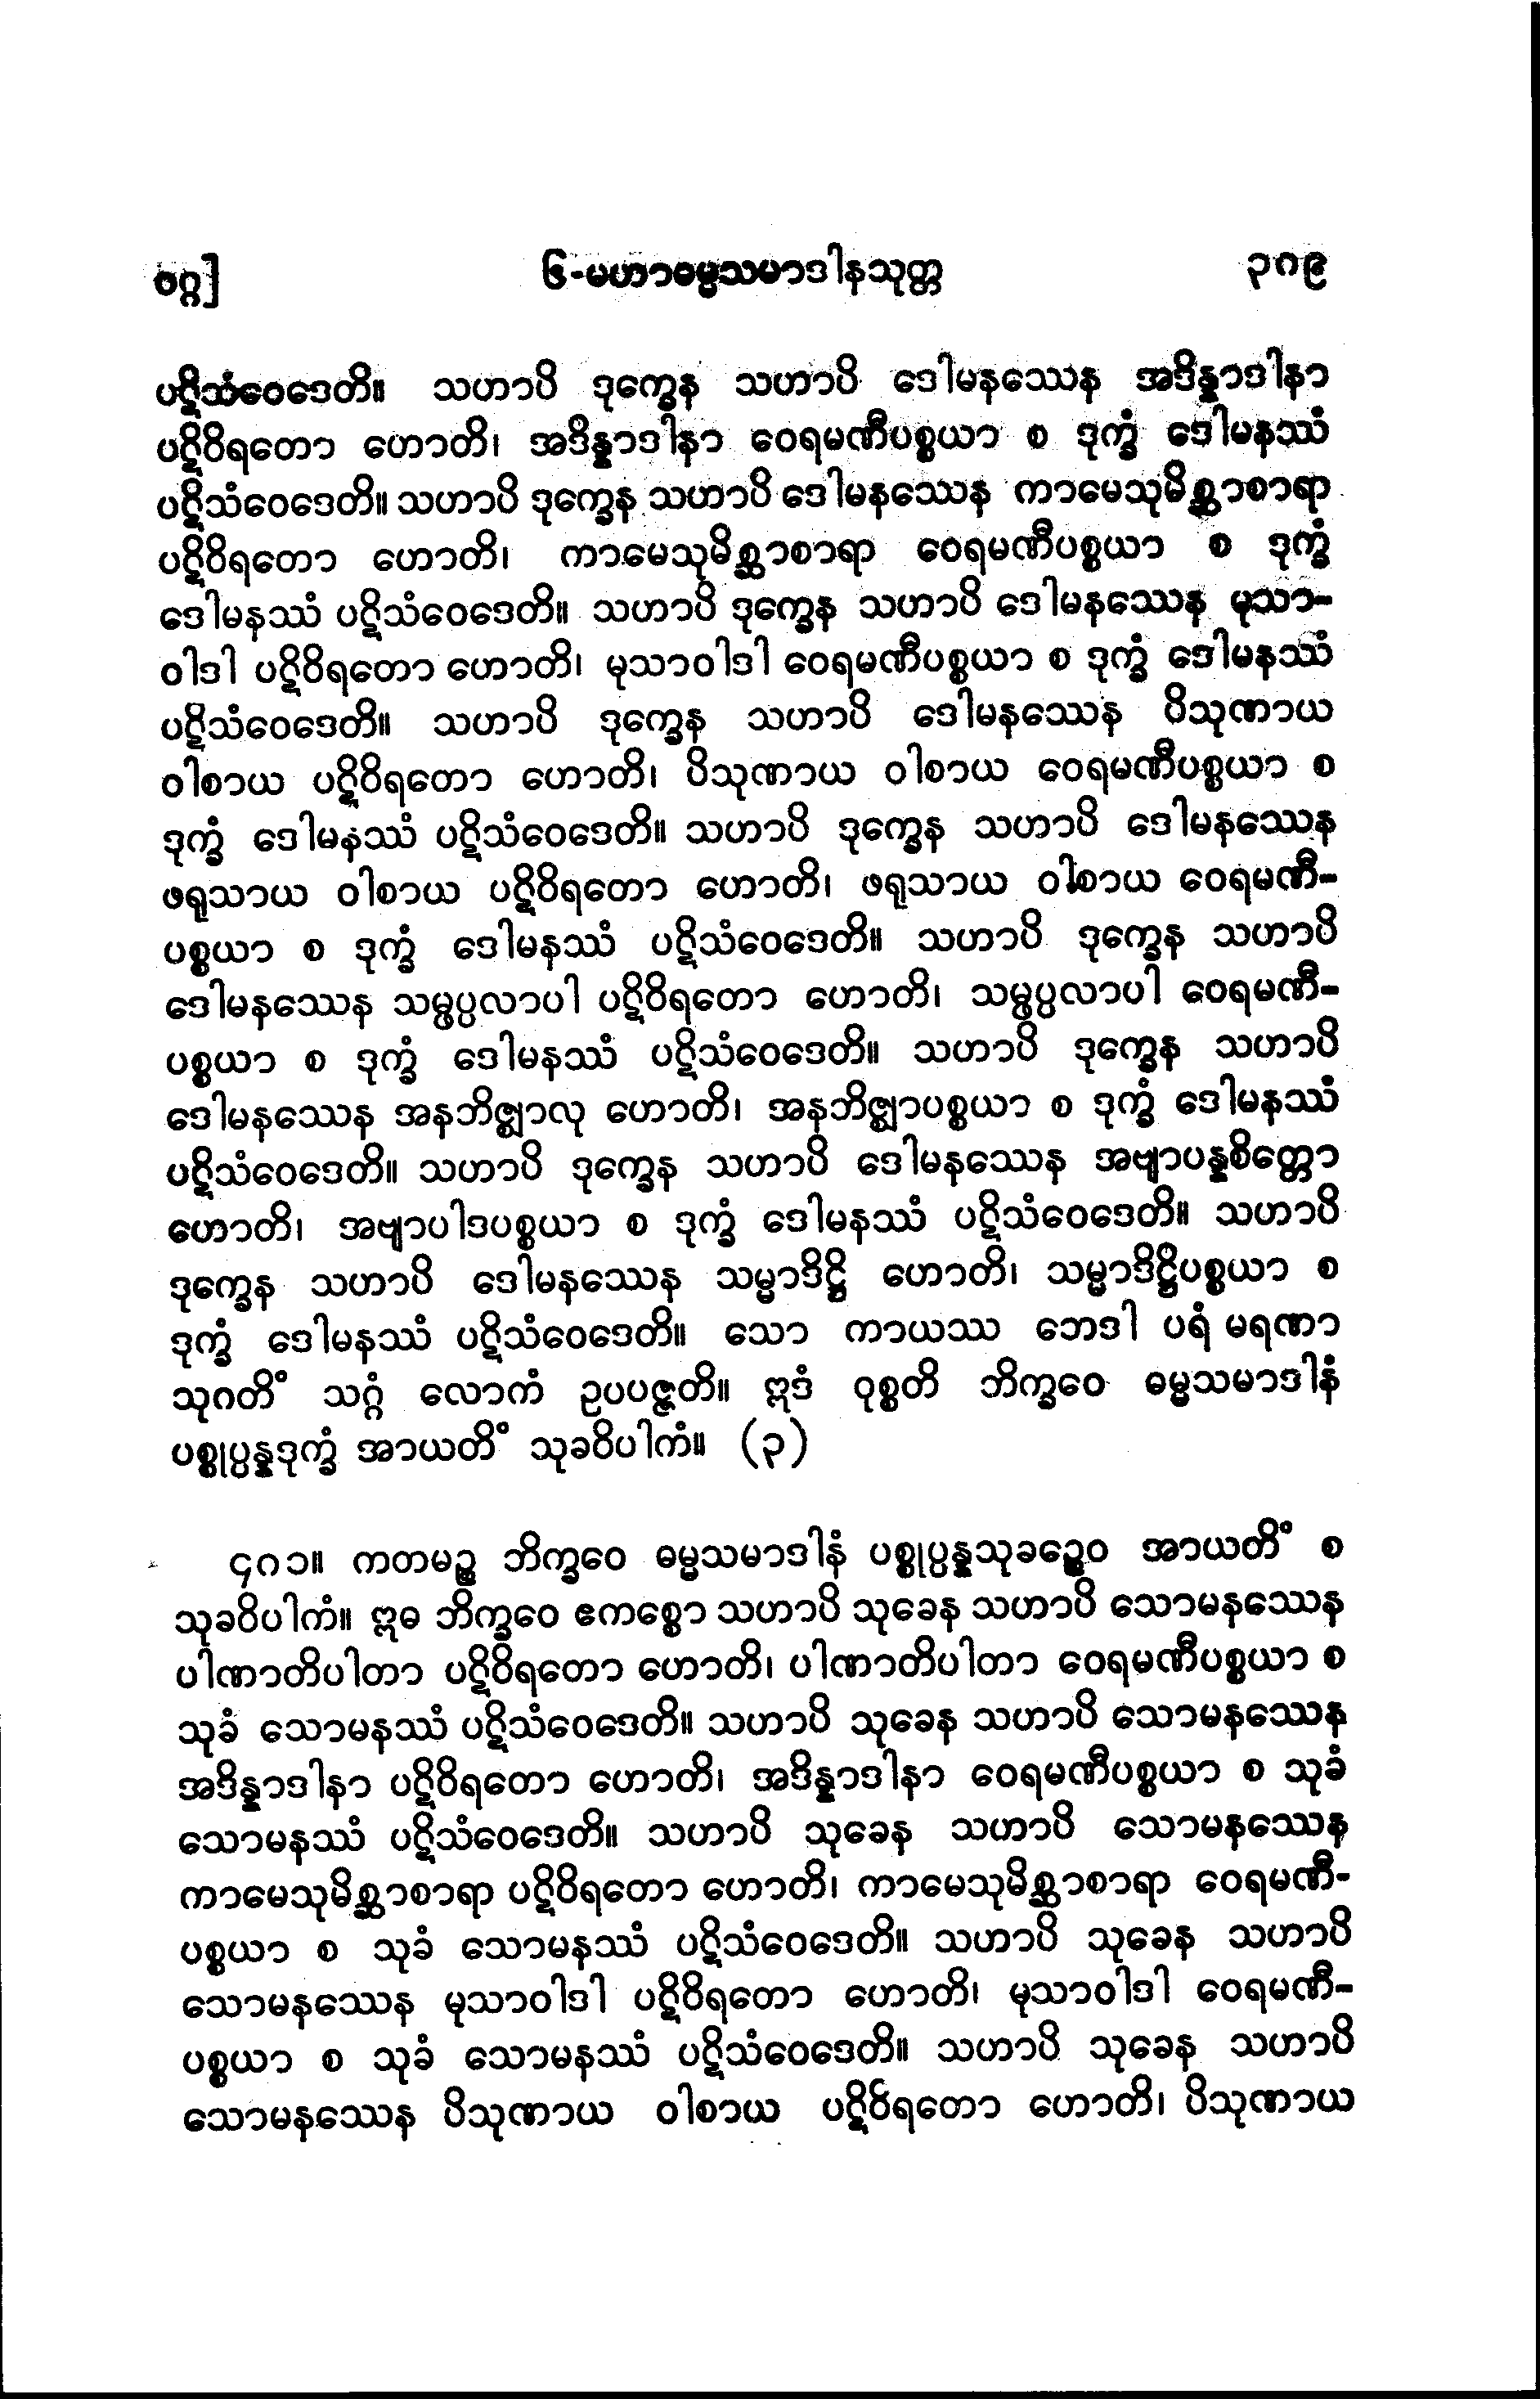 ဝဂ္ဂ]
၆-မဟာဓမ္မသမာဒါနသုတ္တ
၃၈၉
ပဋိသံဝေဒေတိ။ သဟာပိ ဒုက္ခေန သဟာပိ ဒေါမနဿေန အဒိန္နာဒါနာ
ပဋိဝိရတော ဟောတိ၊ အဒိန္နာဒါနာ ဝေရမဏီပစ္စယာ စ ဒုက္ခံ ဒေါမနဿံ
ပဋိသံဝေဒေတိ။ သဟာပိ ဒုက္ခေန သဟာပိ ဒေါမနဿေန ကာမေသုမိစ္ဆာစာရာ
ပဋိဝိရတော ဟောတိ၊ ကာမေသုမိစ္ဆာစာရာ ဝေရမဏီပစ္စယာ စ ဒုက္ခံ
ဒေါမနဿံ ပဋိသံဝေဒေတိ။ သဟာပိ ဒုက္ခေန သဟာပိ ဒေါမနဿေန မုသာ-
ဝါဒါ ပဋိဝိရတော ဟောတိ၊ မုသာဝါဒါ ဝေရမဏီပစ္စယာ စ ဒုက္ခံ ဒေါမနဿံ
ပဋိသံဝေဒေတိ။ သဟာပိ ဒုက္ခေန သဟာပိ ဒေါမနဿေန ပိသုဏာယ
ဝါစာယ ပဋိဝိရတော ဟောတိ၊ ပိသုဏာယ ဝါစာယ ဝေရမဏီပစ္စယာ စ
ဒုက္ခံ ဒေါမနဿံ ပဋိသံဝေဒေတိ။ သဟာပိ ဒုက္ခေန သဟာပိ ဒေါမနဿေန
ဖရုသာယ ဝါစာယ ပဋိဝိရတော ဟောတိ၊ ဖရုသာယ ဝါစာယ ဝေရမဏီ-
ပစ္စယာ စ ဒုက္ခံ ဒေါမနဿံ ပဋိသံဝေဒေတိ။ သဟာပိ ဒုက္ခေန သဟာပိ
ဒေါမနဿေန သမ္ဖပ္ပလာပါ ပဋိဝိရတော ဟောတိ၊ သမ္ဖပ္ပလာပါ ဝေရမဏီ-
ပစ္စယာ စ ဒုက္ခံ ဒေါမနဿံ ပဋိသံဝေဒေတိ။ သဟာပိ ဒုက္ခေန သဟာပိ
ဒေါမနဿေန အနဘိဇ္ဈာလု ဟောတိ၊ အနဘိဇ္ဈာပစ္စယာ စ ဒုက္ခံ ဒေါမနဿံ
ပဋိသံဝေဒေတိ။ သဟာပိ ဒုက္ခေန သဟာပိ ဒေါမနဿေန အဗျာပန္နစိတ္တော
ဟောတိ၊ အဗျာပါဒပစ္စယာ စ ဒုက္ခံ ဒေါမနဿံ ပဋိသံဝေဒေတိ။ သဟာပိ
ဒုက္ခေန သဟာပိ ဒေါမနဿေန သမ္မာဒိဋ္ဌိ ဟောတိ၊ သမ္မာဒိဋ္ဌိပစ္စယာ စ
ဒုက္ခံ ဒေါမနဿံ ပဋိသံဝေဒေတိ။ သော ကာယဿ ဘေဒါ ပရံ မရဏာ
သုဂတိံ သဂ္ဂံ လောကံ ဥပပဇ္ဇတိ။ ဣဒံ ဝုစ္စတိ ဘိက္ခဝေ ဓမ္မသမာဒါနံ
ပစ္စုပ္ပန္နဒုက္ခံ အာယတိံ သုခဝိပါကံ။ (၃)
၄၈၁။ ကတမဉ္စ ဘိက္ခဝေ ဓမ္မသမာဒါနံ ပစ္စုပ္ပန္နသုခဉ္စေဝ အာယတိံ စ
သုခဝိပါကံ။ ဣဓ ဘိက္ခဝေ ဧကစ္စော သဟာပိ သုခေန သဟာပိ သောမနဿေန
ပါဏာတိပါတာ ပဋိဝိရတော ဟောတိ၊ ပါဏာတိပါတာ ဝေရမဏီပစ္စယာ စ
သုခံ သောမနဿံ ပဋိသံဝေဒေတိ။ သဟာပိ သုခေန သဟာပိ သောမနဿေန
အဒိန္နာဒါနာ ပဋိဝိရတော ဟောတိ၊ အဒိန္နာဒါနာ ဝေရမဏီပစ္စယာ စ သုခံ
သောမနဿံ ပဋိသံဝေဒေတိ။ သဟာပိ သုခေန သဟာပိ သောမနဿေန
ကာမေသုမိစ္ဆာစာရာ ပဋိဝိရတော ဟောတိ၊ ကာမေသုမိစ္ဆာစာရာ ဝေရမဏီ-
ပစ္စယာ စ သုခံ သောမနဿံ ပဋိသံဝေဒေတိ။ သဟာပိ သုခေန သဟာပိ
သောမနဿေန မုသာဝါဒါ ပဋိဝိရတော ဟောတိ၊ မုသာဝါဒါ ဝေရမဏီ-
ပစ္စယာ စ သုခံ သောမနဿံ ပဋိသံဝေဒေတိ။ သဟာပိ သုခေန သဟာပိ
သောမနဿေန ပိသုဏာယ ဝါစာယ ပဋိဝိရတော ဟောတိ၊ ပိသုဏာယ